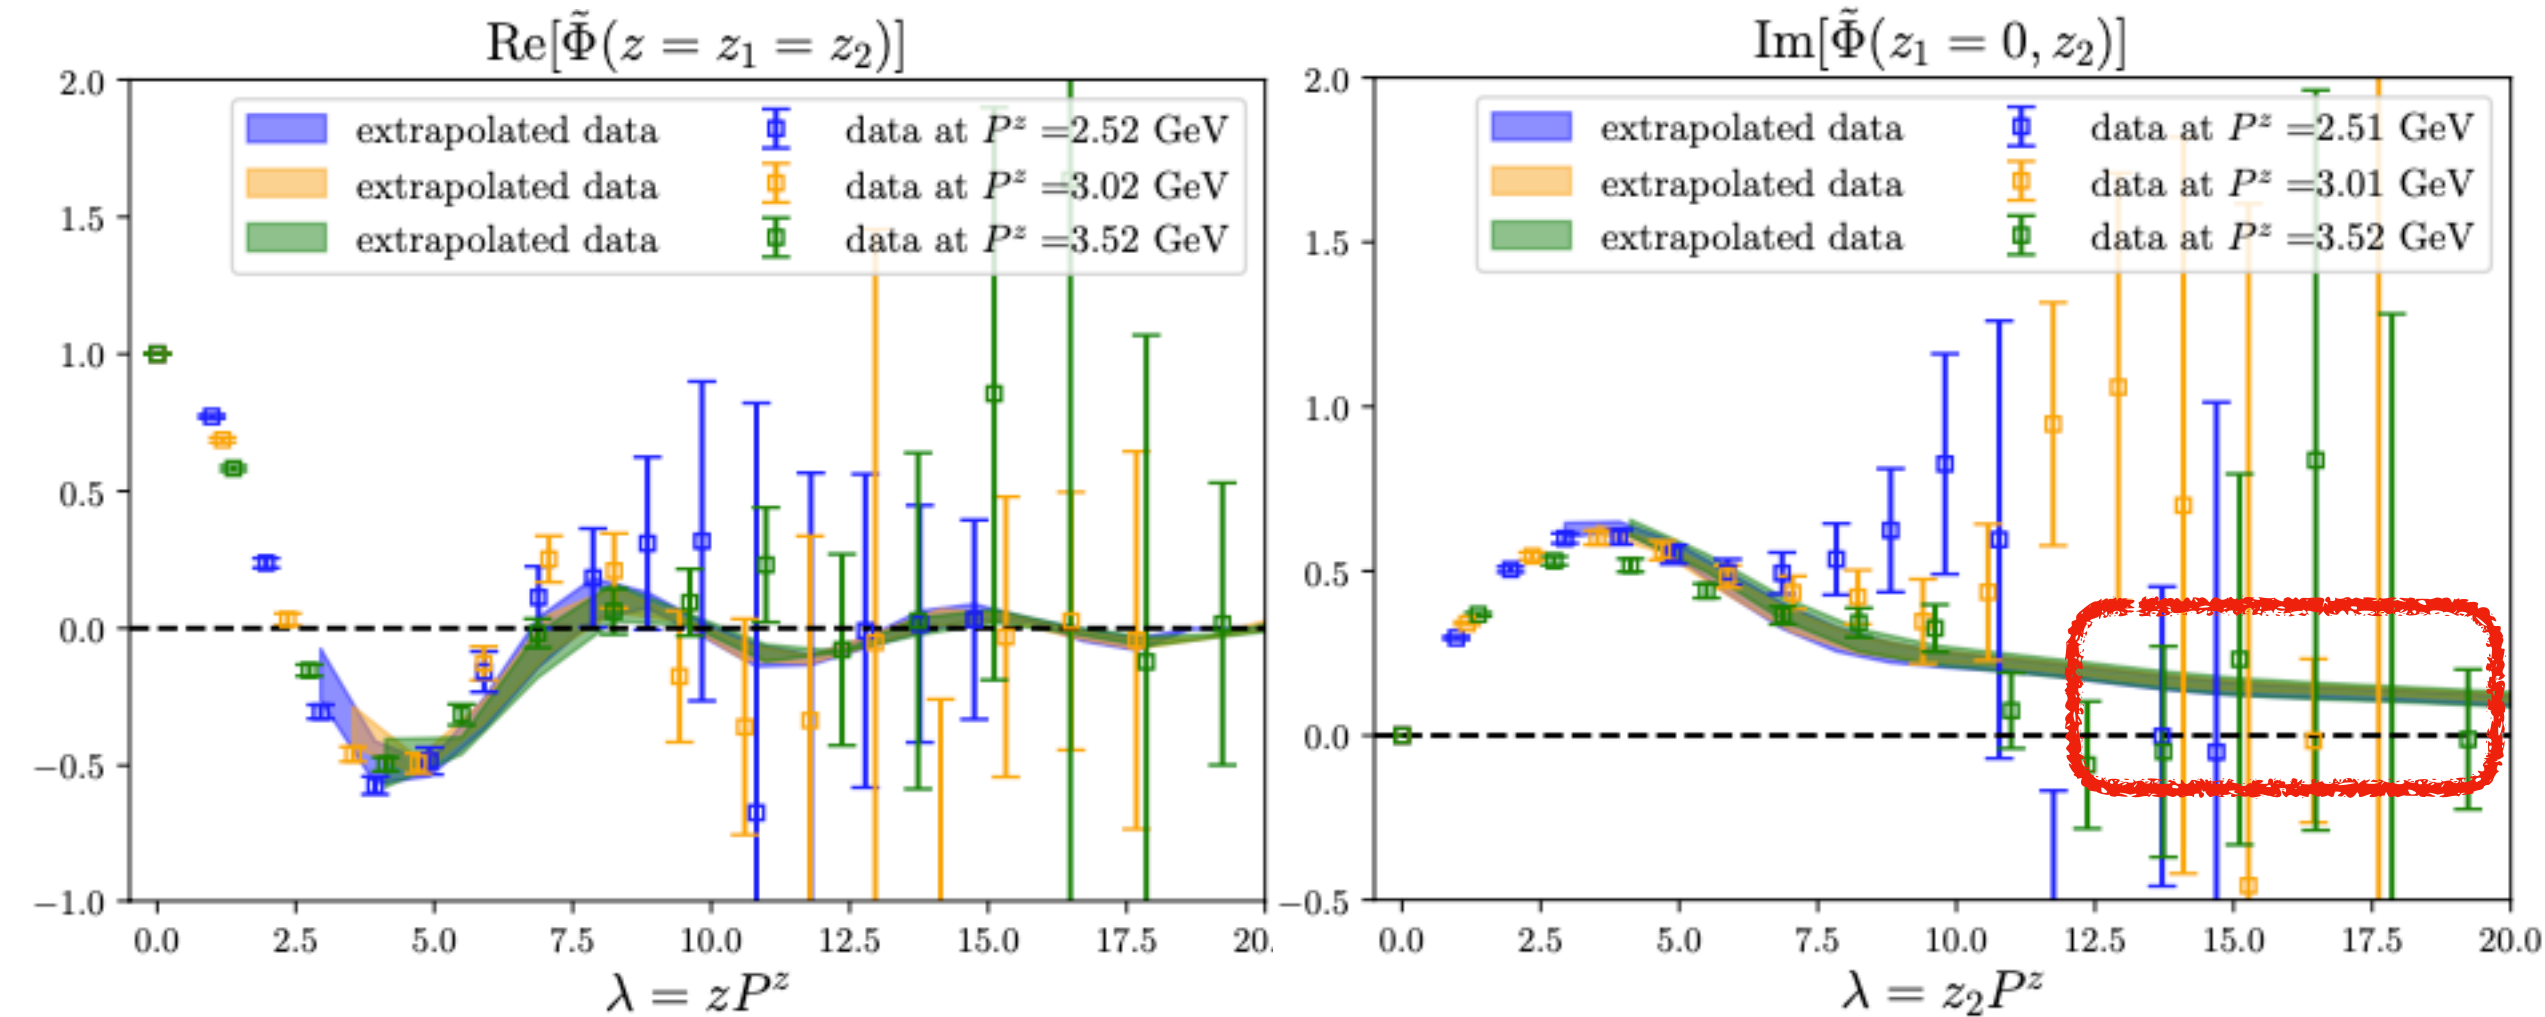 Re[Φ̃(z = z₁ = z₂)]
2.0
1.5
1.0
0.5
0.0
−0.5
−1.0
extrapolated data
extrapolated data
extrapolated data
data at Pᶻ =2.52 GeV
data at Pᶻ =3.02 GeV
data at Pᶻ =3.52 GeV
0.0 2.5 5.0 7.5 10.0 12.5 15.0 17.5 20.
λ = zPᶻ
Im[Φ̃(z₁ = 0, z₂)]
2.0
1.5
1.0
0.5
0.0
−0.5
extrapolated data
extrapolated data
extrapolated data
data at Pᶻ =2.51 GeV
data at Pᶻ =3.01 GeV
data at Pᶻ =3.52 GeV
0.0 2.5 5.0 7.5 10.0 12.5 15.0 17.5 20.0
λ = z₂Pᶻ